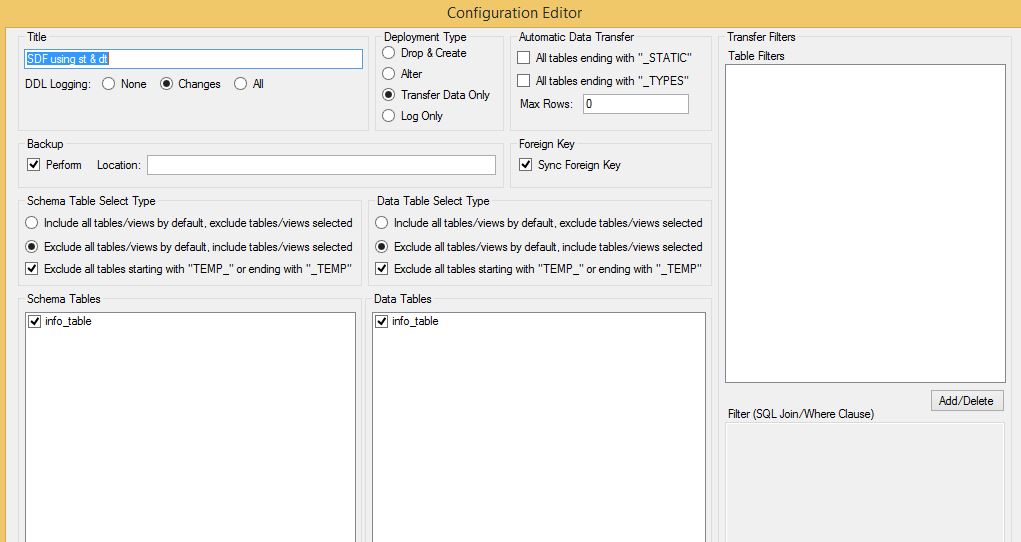 Configuration Editor
Title
SDF using st & dt
DDL Logging: None Changes All
Deployment Type
Drop & Create
Alter
Transfer Data Only
Log Only
Automatic Data Transfer
All tables ending with "_STATIC"
All tables ending with "_TYPES"
Max Rows: 0
Transfer Filters
Table Filters
Backup
Perform Location:
Foreign Key
Sync Foreign Key
Schema Table Select Type
Include all tables/views by default, exclude tables/views selected
Exclude all tables/views by default, include tables/views selected
Exclude all tables starting with "TEMP_" or ending with "_TEMP"
Data Table Select Type
Include all tables/views by default, exclude tables/views selected
Exclude all tables/views by default, include tables/views selected
Exclude all tables starting with "TEMP_" or ending with "_TEMP"
Schema Tables
info_table
Data Tables
info_table
Add/Delete
Filter (SQL Join/Where Clause)